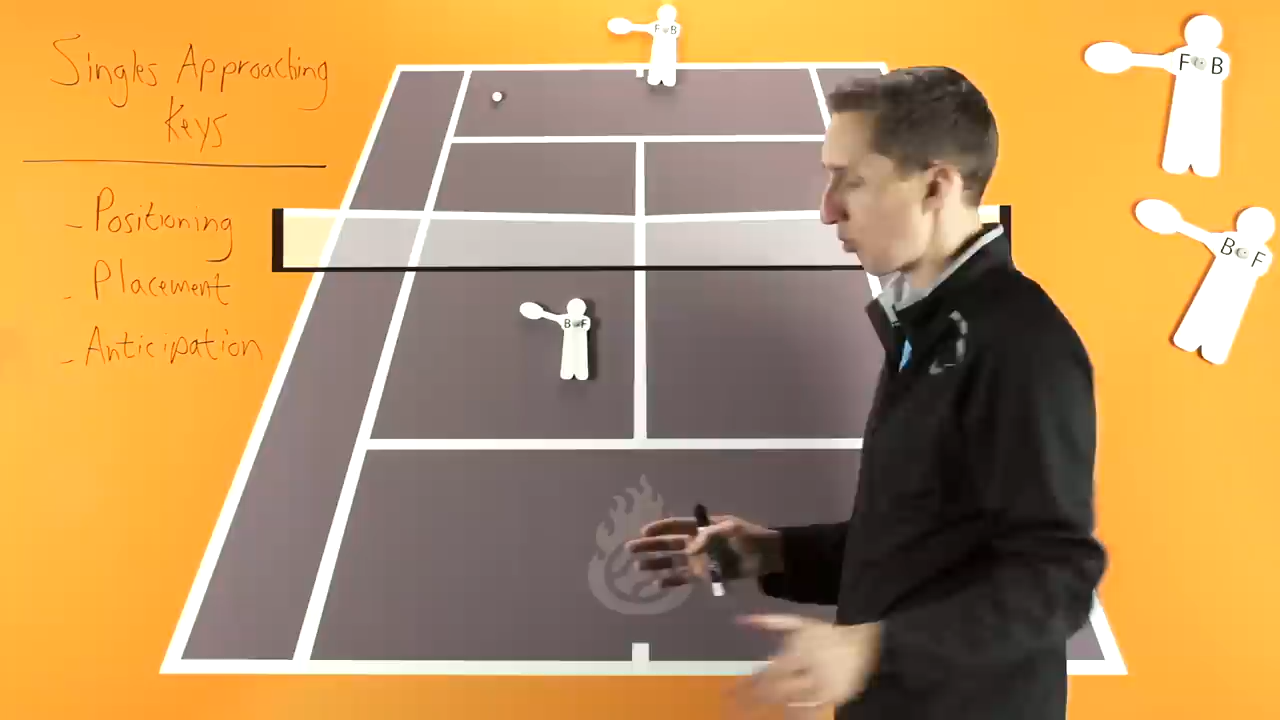 Singles Approaching
Keys
- Positioning
- Placement
- Anticipation
F B
B F
F B
B F